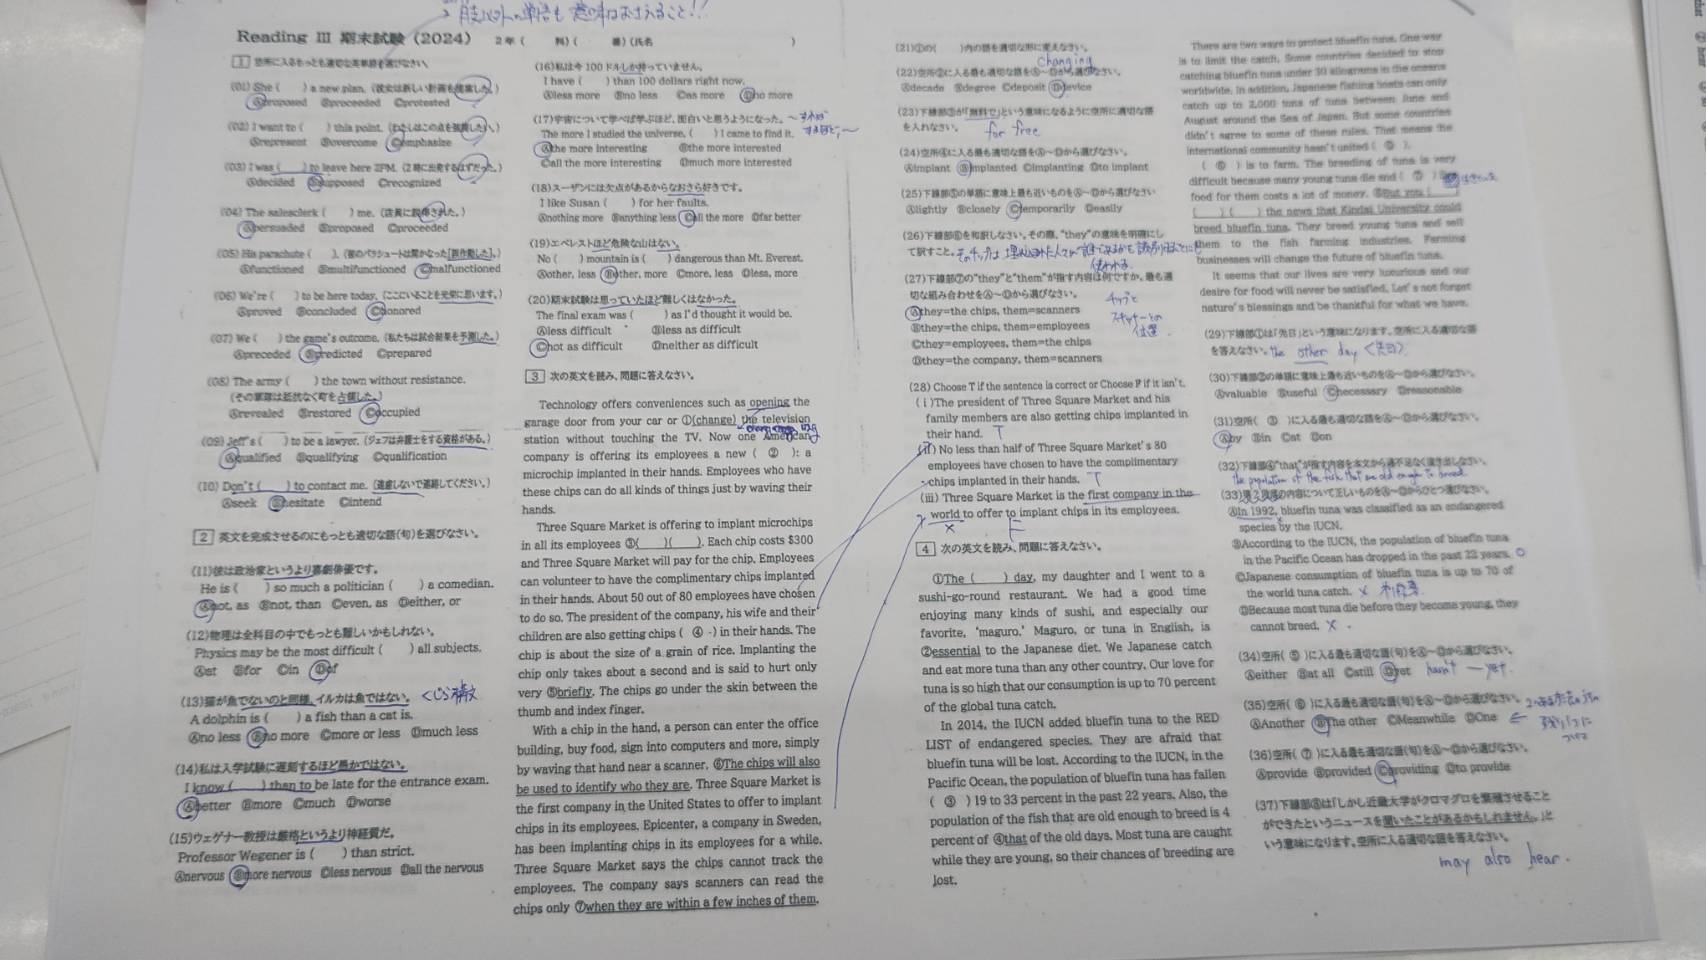 → 肢以外の単語も意味はおさえること!!
Reading Ⅲ 期末試験 (2024) 2年( 科)( 番)(氏名 )
1 空所に入るもっとも適切な英単語を選びなさい。
(01) She ( ) a new plan. (彼女は新しい計画を提案した。)
Ⓐproposed Ⓑproceeded Ⓒprotested
(02) I want to ( ) this point. (わたしはこの点を強調したい。)
Ⓐrepresent Ⓑovercome Ⓒemphasize
(03) I was ( ) to leave here 2PM. (2時に出発するはずだった。)
Ⓐdecided Ⓑsupposed Ⓒrecognized
(04) The salesclerk ( ) me. (店員に説得された。)
Ⓐpersuaded Ⓑproposed Ⓒproceeded
(05) His parachute ( ). (彼のパラシュートは開かなかった[誤作動した]。)
Ⓐfunctioned Ⓑmultifunctioned Ⓒmalfunctioned
(06) We're ( ) to be here today. (ここにいることを光栄に思います。)
Ⓐproved Ⓑconcluded Ⓒhonored
(07) We ( ) the game's outcome. (私たちは試合結果を予測した。)
Ⓐpreceded Ⓑpredicted Ⓒprepared
(08) The army ( ) the town without resistance.
(その軍隊は抵抗なく町を占領した。)
Ⓐrevealed Ⓑrestored Ⓒoccupied
(09) Jeff's ( ) to be a lawyer. (ジェフは弁護士をする資格がある。)
Ⓐqualified Ⓑqualifying Ⓒqualification
(10) Don't ( ) to contact me. (遠慮しないで連絡してください。)
Ⓐseek Ⓑhesitate Ⓒintend
2 英文を完成させるのにもっとも適切な語(句)を選びなさい。
(11)彼は政治家というより喜劇俳優です。
He is ( ) so much a politician ( ) a comedian.
Ⓐnot, as Ⓑnot, than Ⓒeven, as Ⓓeither, or
(12)物理は全科目の中でもっとも難しいかもしれない。
Physics may be the most difficult ( ) all subjects.
Ⓐat Ⓑfor Ⓒin Ⓓof
(13)猫が魚でないのと同様、イルカは魚ではない。 くじら構文
A dolphin is ( ) a fish than a cat is.
Ⓐno less Ⓑno more Ⓒmore or less Ⓓmuch less
(14)私は入学試験に遅刻するほど愚かではない。
I know ( ) than to be late for the entrance exam.
Ⓐbetter Ⓑmore Ⓒmuch Ⓓworse
(15)ウェゲナー教授は厳格というより神経質だ。
Professor Wegener is ( ) than strict.
Ⓐnervous Ⓑmore nervous Ⓒless nervous Ⓓall the nervous
(16)私は今 100 ドルしか持っていません。
I have ( ) than 100 dollars right now.
Ⓐless more Ⓑno less Ⓒas more Ⓓno more
(17)宇宙について学べば学ぶほど、面白いと思うようになった。 ～すればするほど,～
The more I studied the universe, ( ) I came to find it.
Ⓐthe more interesting Ⓑthe more interested
Ⓒall the more interesting Ⓓmuch more interested
(18)スーザンには欠点があるからなおさら好きです。
I like Susan ( ) for her faults.
Ⓐnothing more Ⓑanything less Ⓒall the more Ⓓfar better
(19)エベレストほど危険な山はない。
No ( ) mountain is ( ) dangerous than Mt. Everest.
Ⓐother, less Ⓑother, more Ⓒmore, less Ⓓless, more
(20)期末試験は思っていたほど難しくはなかった。
The final exam was ( ) as I'd thought it would be.
Ⓐless difficult Ⓑless as difficult
Ⓒnot as difficult Ⓓneither as difficult
3 次の英文を読み、問題に答えなさい。
Technology offers conveniences such as opening the
garage door from your car or ①(change) the television
station without touching the TV. Now one American
company is offering its employees a new ( ② ): a
microchip implanted in their hands. Employees who have
these chips can do all kinds of things just by waving their
hands.
Three Square Market is offering to implant microchips
in all its employees ③( )( ). Each chip costs $300
and Three Square Market will pay for the chip. Employees
can volunteer to have the complimentary chips implanted
in their hands. About 50 out of 80 employees have chosen
to do so. The president of the company, his wife and their
children are also getting chips ( ④ ) in their hands. The
chip is about the size of a grain of rice. Implanting the
chip only takes about a second and is said to hurt only
very ⑤briefly. The chips go under the skin between the
thumb and index finger.
With a chip in the hand, a person can enter the office
building, buy food, sign into computers and more, simply
by waving that hand near a scanner. ⑥The chips will also
be used to identify who they are. Three Square Market is
the first company in the United States to offer to implant
chips in its employees. Epicenter, a company in Sweden,
has been implanting chips in its employees for a while.
Three Square Market says the chips cannot track the
employees. The company says scanners can read the
chips only ⑦when they are within a few inches of them.
(21)①の( )内の語を適切な形に変えなさい。
changing
(22)空所②に入る最も適切な語をⒶ～Ⓓから選びなさい。
Ⓐdecade Ⓑdegree Ⓒdeposit Ⓓdevice
(23)下線部③が「無料で」という意味になるように空所に適切な語
を入れなさい。 for free
(24)空所④に入る最も適切な語をⒶ～Ⓓから選びなさい。
Ⓐimplant Ⓑimplanted Ⓒimplanting Ⓓto implant
(25)下線部⑤の単語に意味上最も近いものをⒶ～Ⓓから選びなさい
Ⓐlightly Ⓑclosely Ⓒtemporarily Ⓓeasily
(26)下線部⑥を和訳しなさい。その際、"they"の意味を明確にし
て訳すこと。
使われる
(27)下線部⑦の"they"と"them"が指す内容は何ですか。最も適
切な組み合わせをⒶ～Ⓓから選びなさい。 チップと
Ⓐthey=the chips, them=scanners スキャナーとの
Ⓑthey=the chips, them=employees 位置
Ⓒthey=employees, them=the chips
Ⓓthey=the company, them=scanners
(28) Choose T if the sentence is correct or Choose F if it isn't.
(i)The president of Three Square Market and his
family members are also getting chips implanted in
their hand. T
(ii) No less than half of Three Square Market's 80
employees have chosen to have the complimentary
chips implanted in their hands. T
(iii) Three Square Market is the first company in the
world to offer to implant chips in its employees.
× F
4 次の英文を読み、問題に答えなさい。
①The ( ) day, my daughter and I went to a
sushi-go-round restaurant. We had a good time
enjoying many kinds of sushi, and especially our
favorite, 'maguro.' Maguro, or tuna in English, is
②essential to the Japanese diet. We Japanese catch
and eat more tuna than any other country. Our love for
tuna is so high that our consumption is up to 70 percent
of the global tuna catch.
In 2014, the IUCN added bluefin tuna to the RED
LIST of endangered species. They are afraid that
bluefin tuna will be lost. According to the IUCN, in the
Pacific Ocean, the population of bluefin tuna has fallen
( ③ ) 19 to 33 percent in the past 22 years. Also, the
population of the fish that are old enough to breed is 4
percent of ④that of the old days. Most tuna are caught
while they are young, so their chances of breeding are
lost.
There are two ways to protect bluefin tuna. One way
is to limit the catch. Some countries decided to stop
catching bluefin tuna under 30 kilograms in the oceans
worldwide. In addition, Japanese fishing boats can only
catch up to 2,000 tuna of tuna between June and
August around the Sea of Japan. But some countries
didn't agree to some of these rules. That means the
international community hasn't united ( ⑤ ).
( ⑥ ) is to farm. The breeding of tuna is very
difficult because many young tuna die and ( ⑦ )
food for them costs a lot of money. ⑧But you ( )
( ) ( ) the news that Kindai University could
breed bluefin tuna. They breed young tuna and sell
them to the fish farming industries. Farming
businesses will change the future of bluefin tuna.
It seems that our lives are very luxurious and our
desire for food will never be satisfied. Let's not forget
nature's blessings and be thankful for what we have.
(29)下線部①は「先日」という意味になります。空所に入る適切な語
を答えなさい。 the other day (先日)
(30)下線部②の単語に意味上最も近いものをⒶ～Ⓓから選びなさい
Ⓐvaluable Ⓑuseful Ⓒnecessary Ⓓreasonable
(31)空所( ③ )に入る最も適切な語をⒶ～Ⓓから選びなさい。
Ⓐby Ⓑin Ⓒat Ⓓon
(32)下線部④"that"が指す内容を本文から過不足なく抜き出しなさい。
the population of the fish that are old enough to breed
(33)第2段落の内容について正しいものをⒶ～Ⓓからひとつ選びなさい。
ⒶIn 1992, bluefin tuna was classified as an endangered
species by the IUCN.
ⒷAccording to the IUCN, the population of bluefin tuna
in the Pacific Ocean has dropped in the past 22 years. ○
ⒸJapanese consumption of bluefin tuna is up to 70 of
the world tuna catch. ×
ⒹBecause most tuna die before they become young, they
cannot breed. ×
(34)空所( ⑤ )に入る最も適切な語(句)をⒶ～Ⓓから選びなさい。
Ⓐeither Ⓑat all Ⓒstill Ⓓyet hasn't ― yet.
(35)空所( ⑥ )に入る最も適切な語(句)をⒶ～Ⓓから選びなさい。
ⒶAnother ⒷThe other ⒸMeanwhile ⒹOne ← 残り1つに
ついて
(36)空所( ⑦ )に入る最も適切な語(句)をⒶ～Ⓓから選びなさい。
Ⓐprovide Ⓑprovided Ⓒproviding Ⓓto provide
(37)下線部⑧は「しかし近畿大学がクロマグロを繁殖させること
ができたというニュースを聞いたことがあるかもしれません。」と
いう意味になります。空所に入る適切な語を答えなさい。
may also hear.